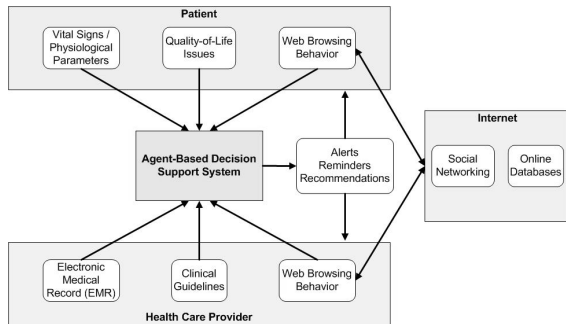 Patient
Vital Signs /
Physiological
Parameters
Quality-of-Life
Issues
Web Browsing
Behavior
Internet
Social
Networking
Online
Databases
Agent-Based Decision
Support System
Alerts
Reminders
Recommendations
Electronic
Medical
Record (EMR)
Clinical
Guidelines
Web Browsing
Behavior
Health Care Provider